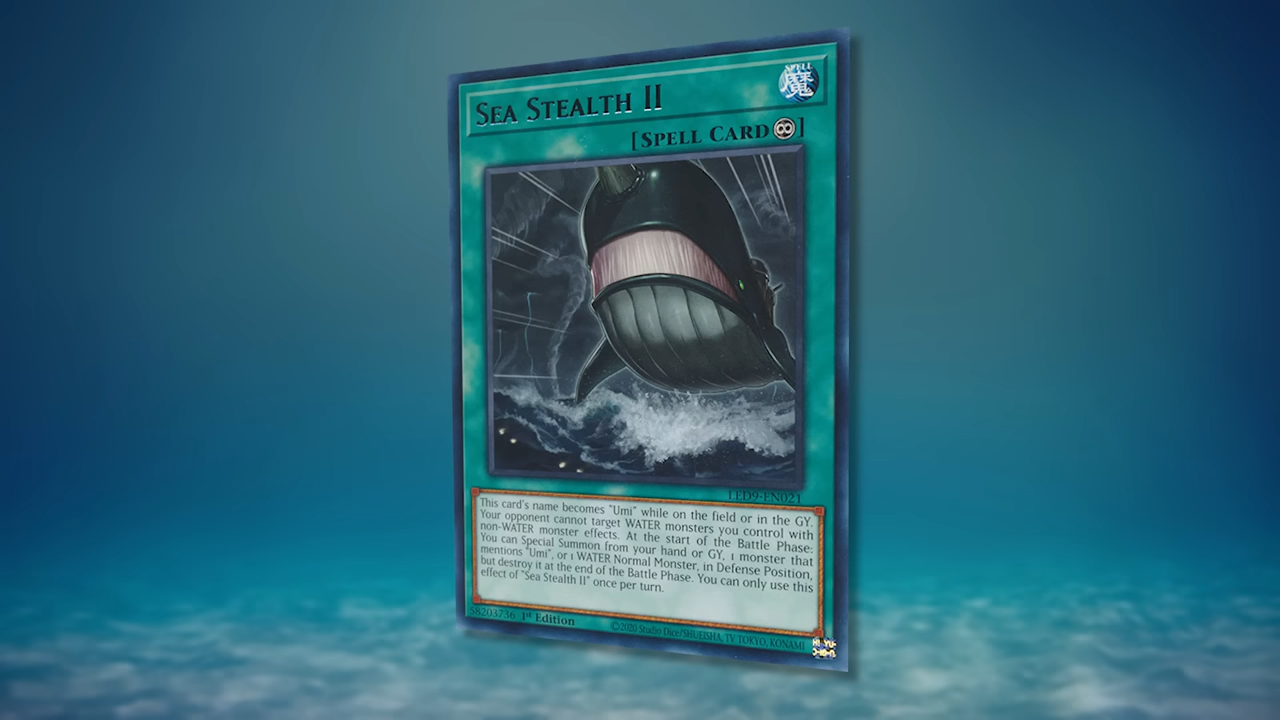 SPELL
魔
SEA STEALTH II
[SPELL CARD♾]
LED9-EN021
This card's name becomes "Umi" while on the field or in the GY.
Your opponent cannot target WATER monsters you control with
non-WATER monster effects. At the start of the Battle Phase:
You can Special Summon from your hand or GY, 1 monster that
mentions "Umi", or 1 WATER Normal Monster, in Defense Position,
but destroy it at the end of the Battle Phase. You can only use this
effect of "Sea Stealth II" once per turn.
58203736 1st Edition
©2020 Studio Dice/SHUEISHA, TV TOKYO, KONAMI